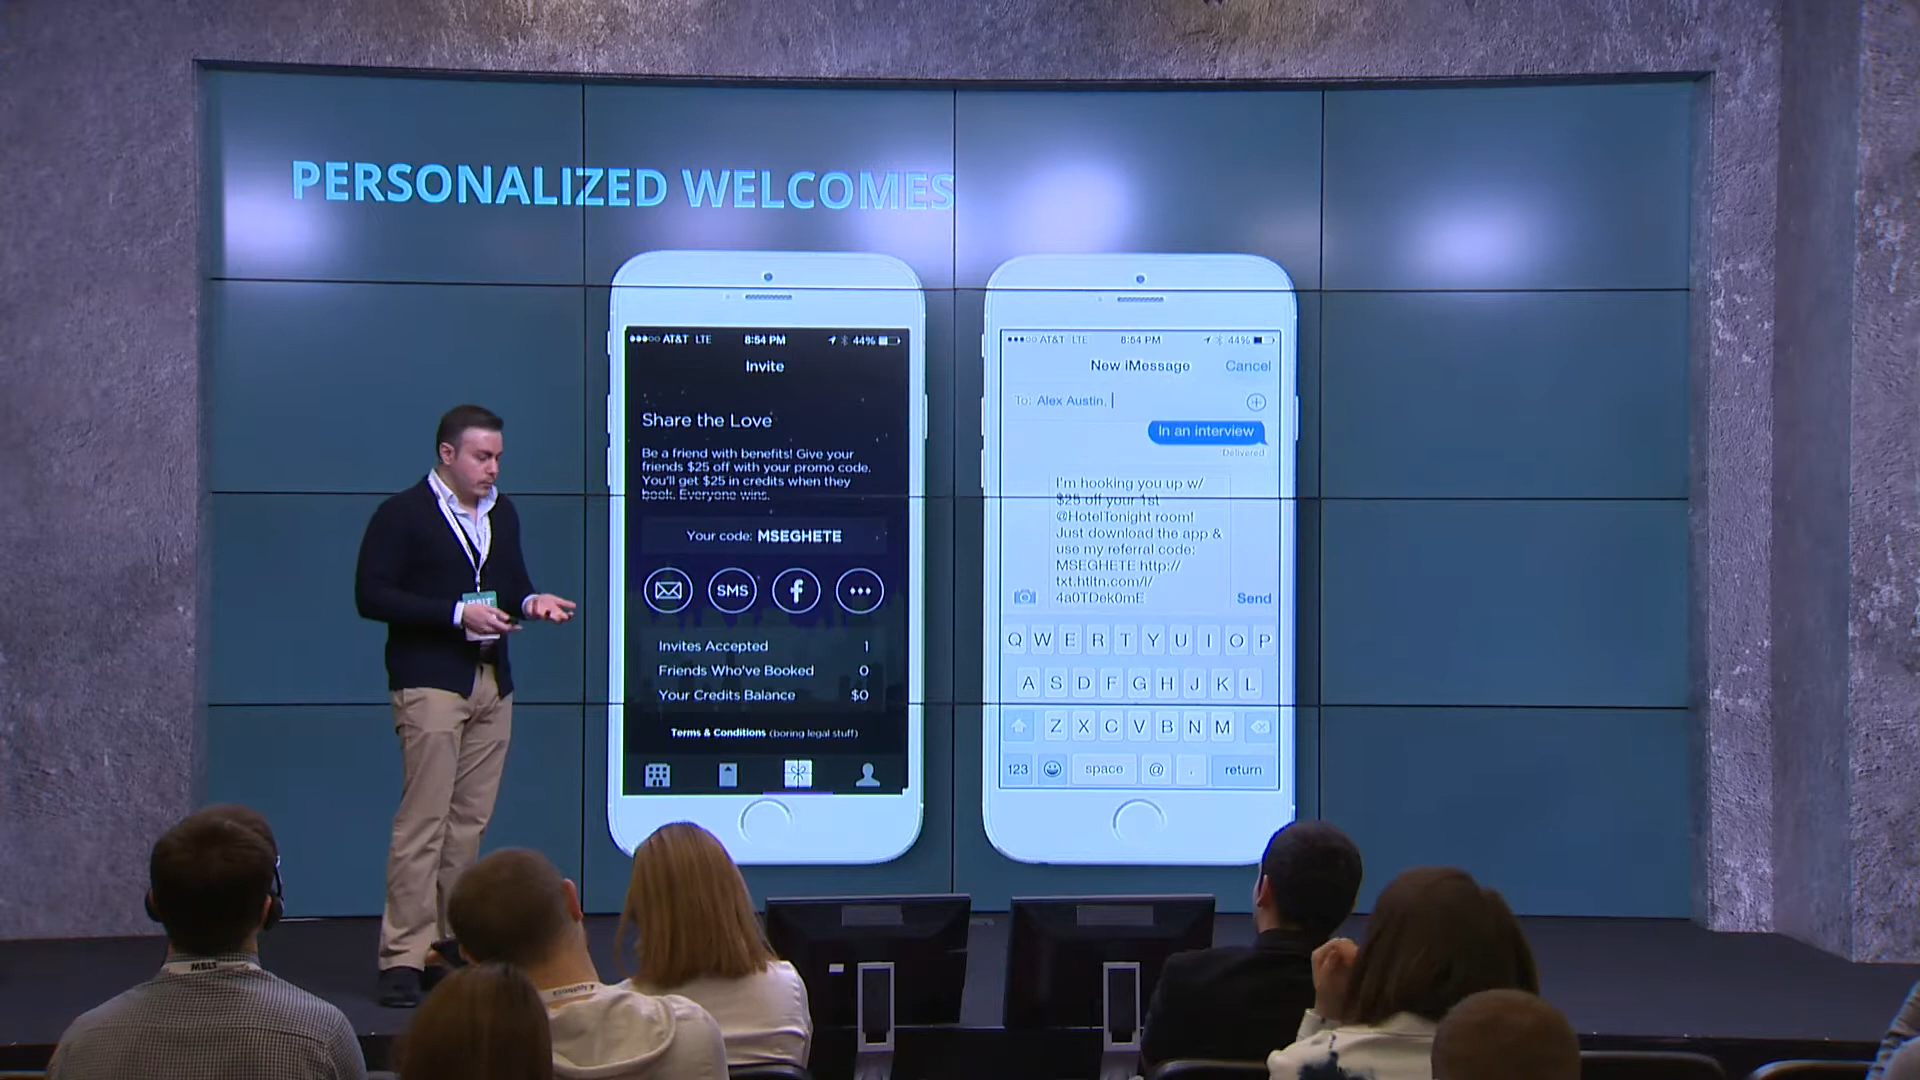 PERSONALIZED WELCOMES
AT&T LTE 8:54 PM 44%
Invite
Share the Love
Be a friend with benefits! Give your
friends $25 off with your promo code.
You'll get $25 in credits when they
book. Everyone wins.
Your code: MSEGHETE
SMS
Invites Accepted 1
Friends Who've Booked 0
Your Credits Balance $0
Terms & Conditions (boring legal stuff)
AT&T LTE 8:54 PM 44%
New iMessage Cancel
To: Alex Austin,
In an interview
Delivered
I'm hooking you up w/
$25 off your 1st
@HotelTonight room!
Just download the app &
use my referral code:
MSEGHETE http://
txt.htltn.com/i/
4a0TDek0mE
Send
Q W E R T Y U I O P
A S D F G H J K L
Z X C V B N M
123 space @ . return
MBLT
MBLT